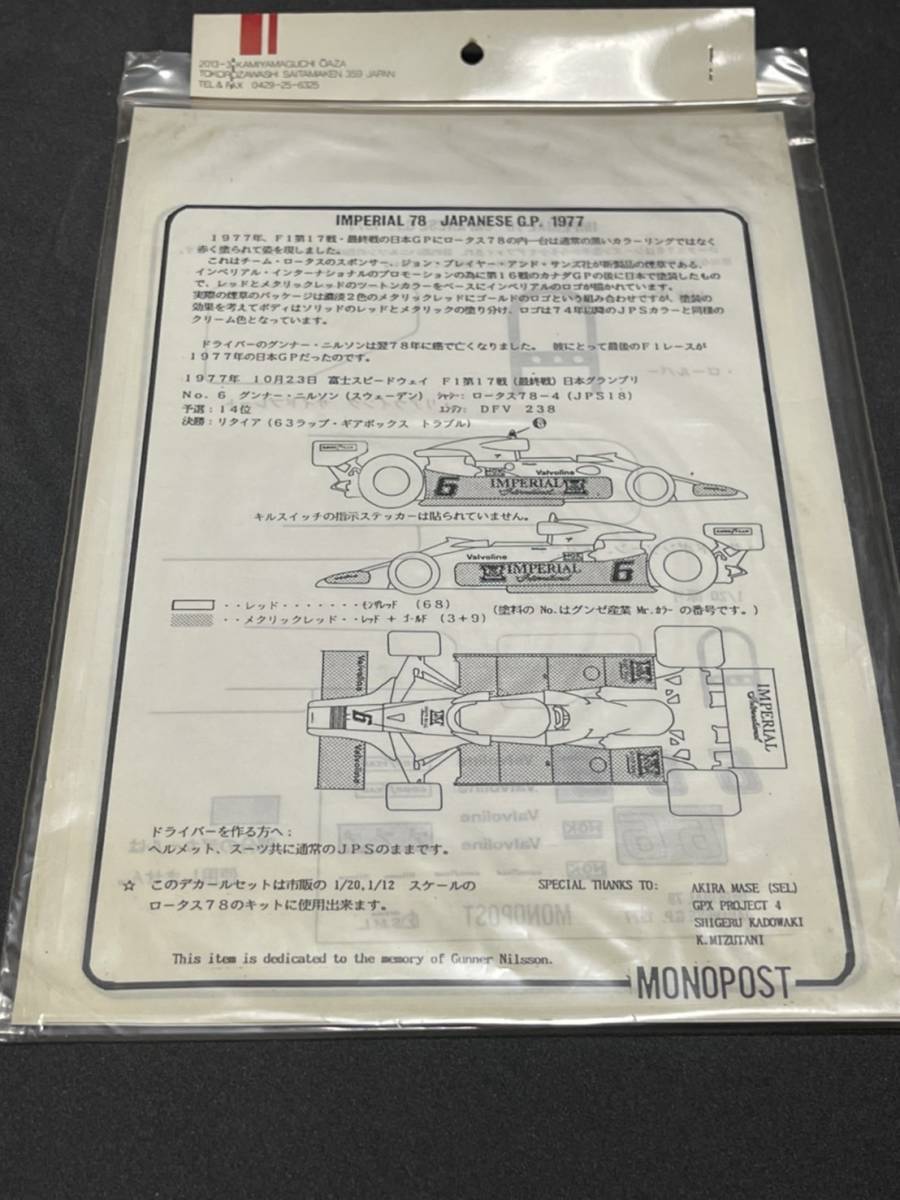 2013-3 KAMIYAMAGUCHI ŌAZA
TOKOROZAWASHI SAITAMAKEN 359 JAPAN
TEL & FAX 0429-25-6325
IMPERIAL 78 JAPANESE G.P. 1977
1977年、F1第17戦・最終戦の日本GPにロータス78の内一台は通常の黒いカラーリングではなく
赤く塗られて姿を現しました。
これはチーム・ロータスのスポンサー、ジョン・プレイヤー・アンド・サンズ社が新製品の煙草である、
インペリアル・インターナショナルのプロモーションの為に第16戦のカナダGPの後に日本で塗装したもの
で、レッドとメタリックレッドのツートンカラーをベースにインペリアルのロゴが描かれています。
実際の煙草のパッケージは濃淡2色のメタリックレッドにゴールドのロゴという組み合わせですが、塗装の
効果を考えてボディはソリッドのレッドとメタリックの塗り分け、ロゴは74年以降のJPSカラーと同様の
クリーム色となっています。
ドライバーのグンナー・ニルソンは翌78年に癌で亡くなりました。 彼にとって最後のF1レースが
1977年の日本GPだったのです。
1977年 10月23日 富士スピードウェイ F1第17戦(最終戦)日本グランプリ
No.6 グンナー・ニルソン(スウェーデン) シャシー: ロータス78-4(JPS18)
予選:14位 エンジン: DFV 238
決勝:リタイア(63ラップ・ギアボックス トラブル)
6
Valvoline
IMPERIAL
International
キルスイッチの指示ステッカーは貼られていません。
Valvoline
IMPERIAL
International
6
・・レッド・・・・・・・モンザレッド (68) (塗料の No.はグンゼ産業 Mr.カラー の番号です。)
・・メタリックレッド・・レッド + ゴールド (3+9)
Valvoline
6
Valvoline
IMPERIAL
International
ドライバーを作る方へ;
ヘルメット、スーツ共に通常のJPSのままです。
☆ このデカールセットは市販の 1/20,1/12 スケールの
ロータス78のキットに使用出来ます。
SPECIAL THANKS TO: AKIRA MASE (SEL)
GPX PROJECT 4
SHIGERU KADOWAKI
K.MIZUTANI
This item is dedicated to the memory of Gunner Nilsson.
MONOPOST